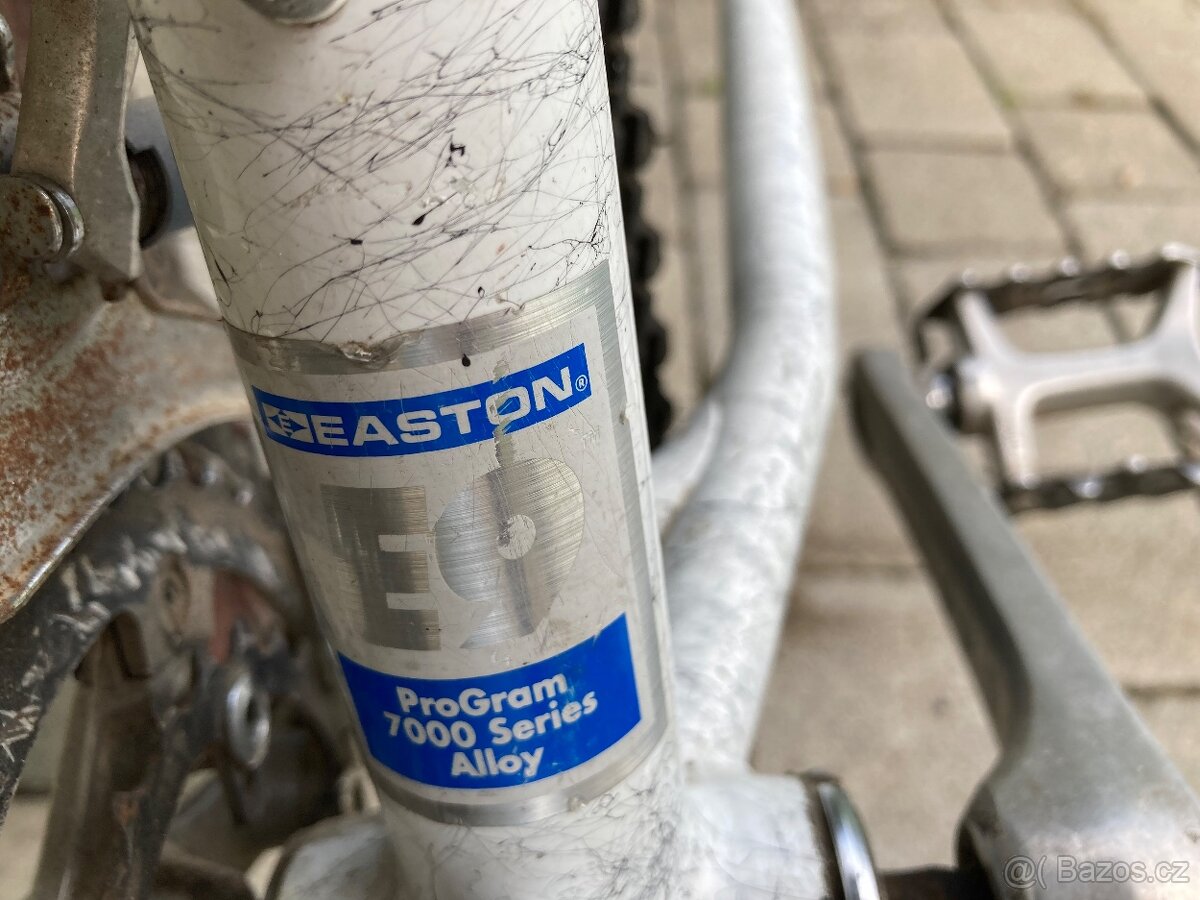 EASTON®
E9
ProGram
7000 Series
Alloy
@( Bazos.cz